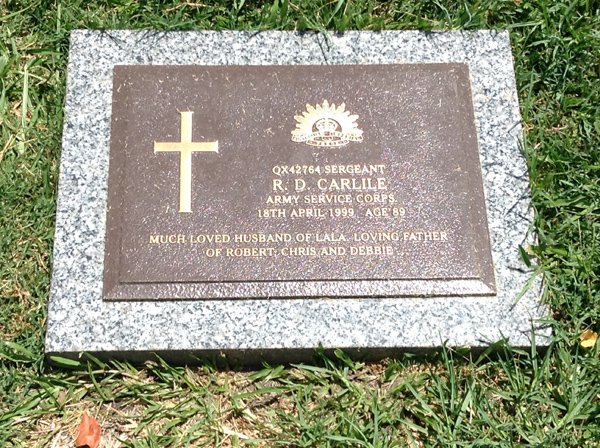 QX42764 SERGEANT
R. D. CARLILE
ARMY SERVICE CORPS
18TH APRIL 1999 AGE 89
MUCH LOVED HUSBAND OF LALA. LOVING FATHER
OF ROBERT, CHRIS AND DEBBIE